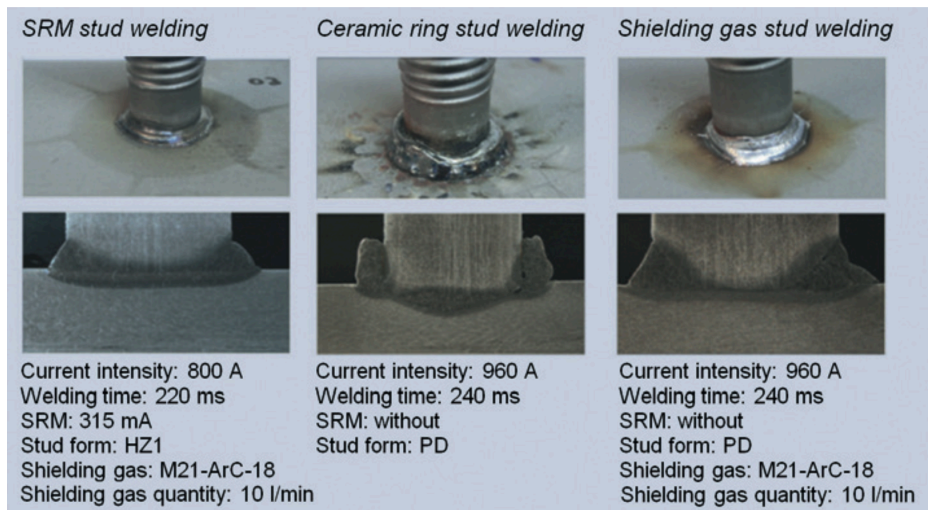 SRM stud welding
Ceramic ring stud welding
Shielding gas stud welding
03
Current intensity: 800 A
Welding time: 220 ms
SRM: 315 mA
Stud form: HZ1
Shielding gas: M21-ArC-18
Shielding gas quantity: 10 l/min
Current intensity: 960 A
Welding time: 240 ms
SRM: without
Stud form: PD
Current intensity: 960 A
Welding time: 240 ms
SRM: without
Stud form: PD
Shielding gas: M21-ArC-18
Shielding gas quantity: 10 l/min